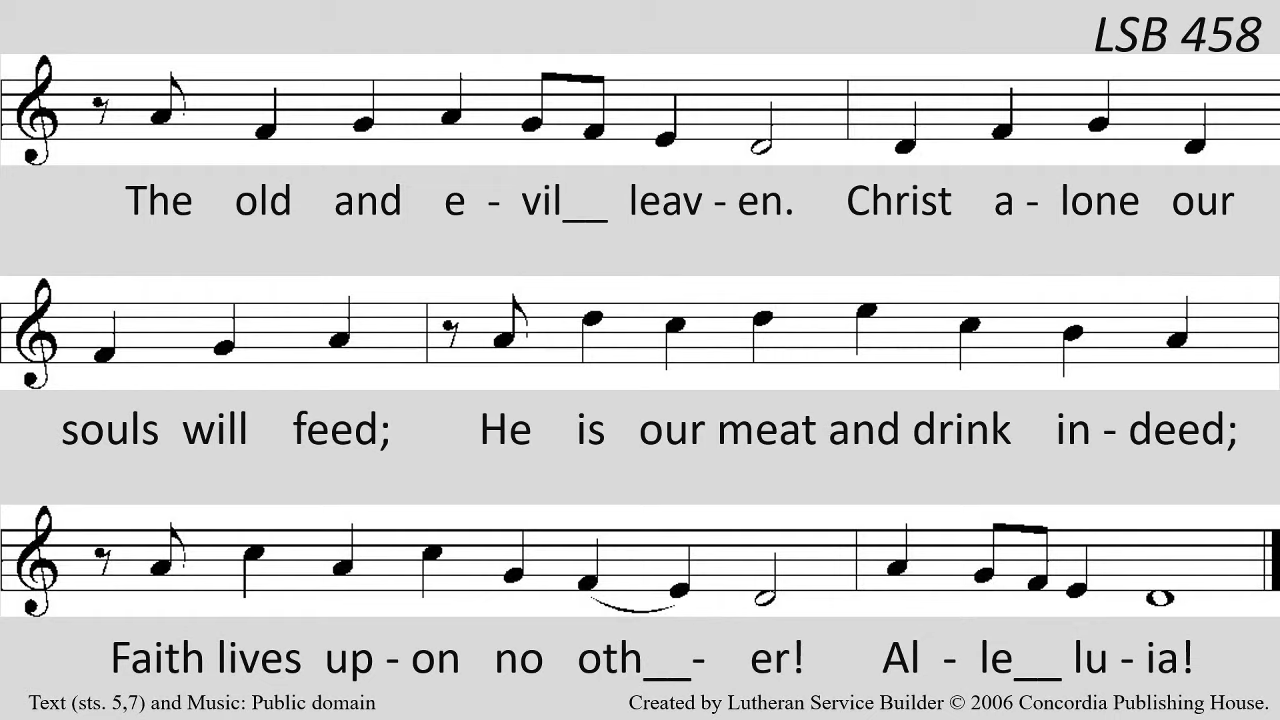 LSB 458
The old and e - vil__ leav - en. Christ a - lone our
souls will feed; He is our meat and drink in - deed;
Faith lives up - on no oth__- er! Al - le__ lu - ia!
Text (sts. 5,7) and Music: Public domain
Created by Lutheran Service Builder © 2006 Concordia Publishing House.